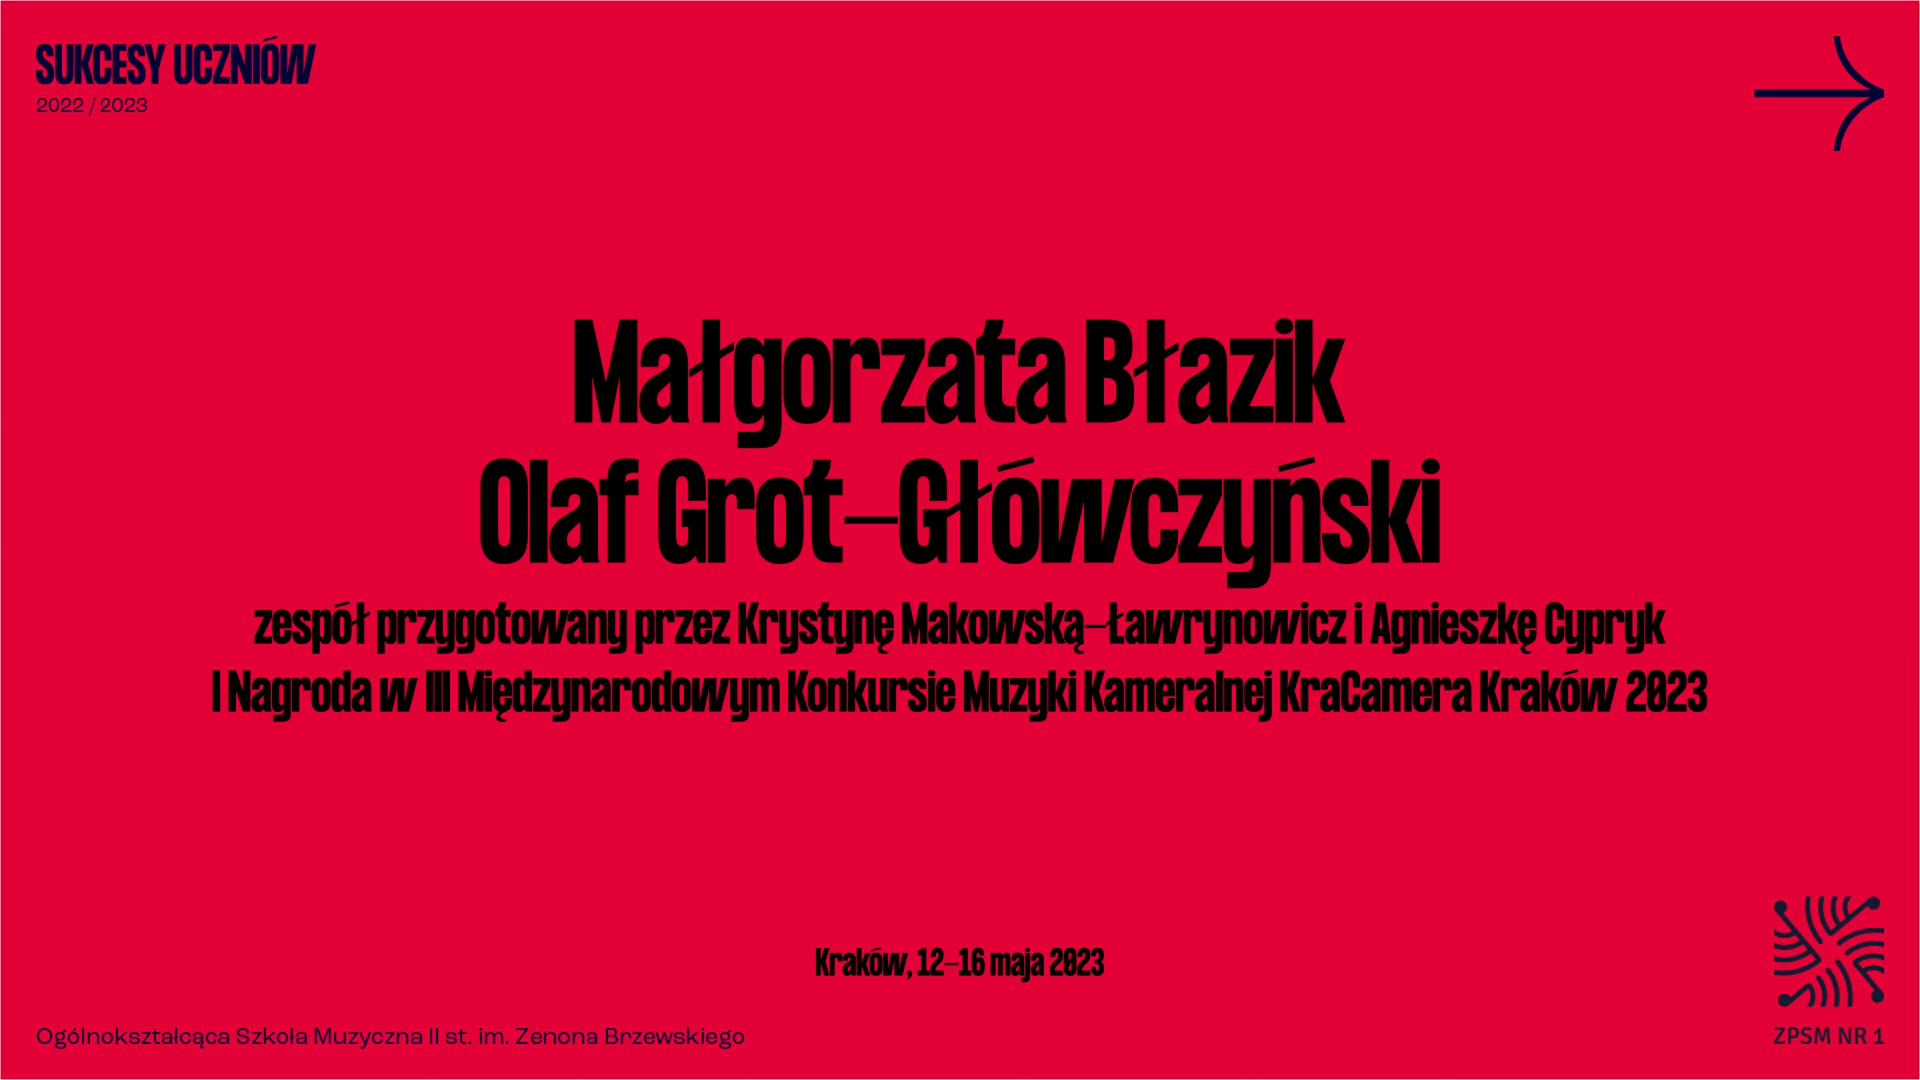 SUKCESY UCZNIÓW
2022 / 2023
Małgorzata Błazik
Olaf Grot–Główczyński
zespół przygotowany przez Krystynę Makowską–Ławrynowicz i Agnieszkę Cypryk
I Nagroda w III Międzynarodowym Konkursie Muzyki Kameralnej KraCamera Kraków 2023
Kraków, 12–16 maja 2023
Ogólnokształcąca Szkoła Muzyczna II st. im. Zenona Brzewskiego
ZPSM NR 1